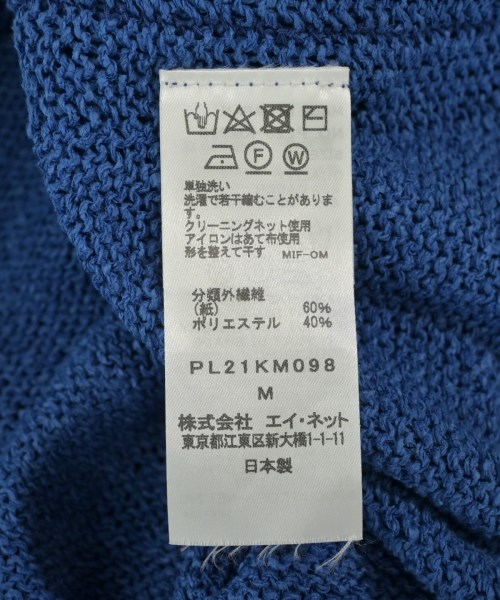 F W
単独洗い
洗濯で若干縮むことがありま
す。
クリーニングネット使用
アイロンはあて布使用
形を整えて干す MIF-OM
分類外繊維
(紙) 60%
ポリエステル 40%
PL21KM098
M
株式会社 エイ・ネット
東京都江東区新大橋1-1-11
日本製